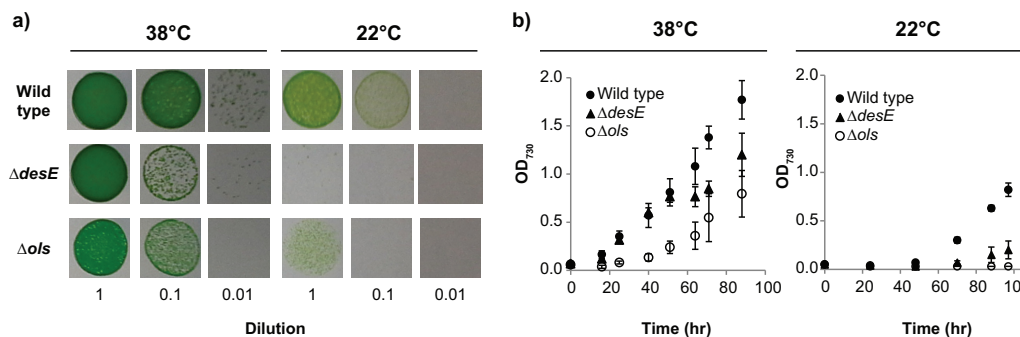 a)
38°C
22°C
Wild type
ΔdesE
Δols
1
0.1
0.01
1
0.1
0.01
Dilution
b)
38°C
2.0
1.5
1.0
0.5
0.0
OD730
Wild type
ΔdesE
Δols
0
20
40
60
80
100
Time (hr)
22°C
2.0
1.5
1.0
0.5
0.0
OD730
Wild type
ΔdesE
Δols
0
20
40
60
80
Time (hr)